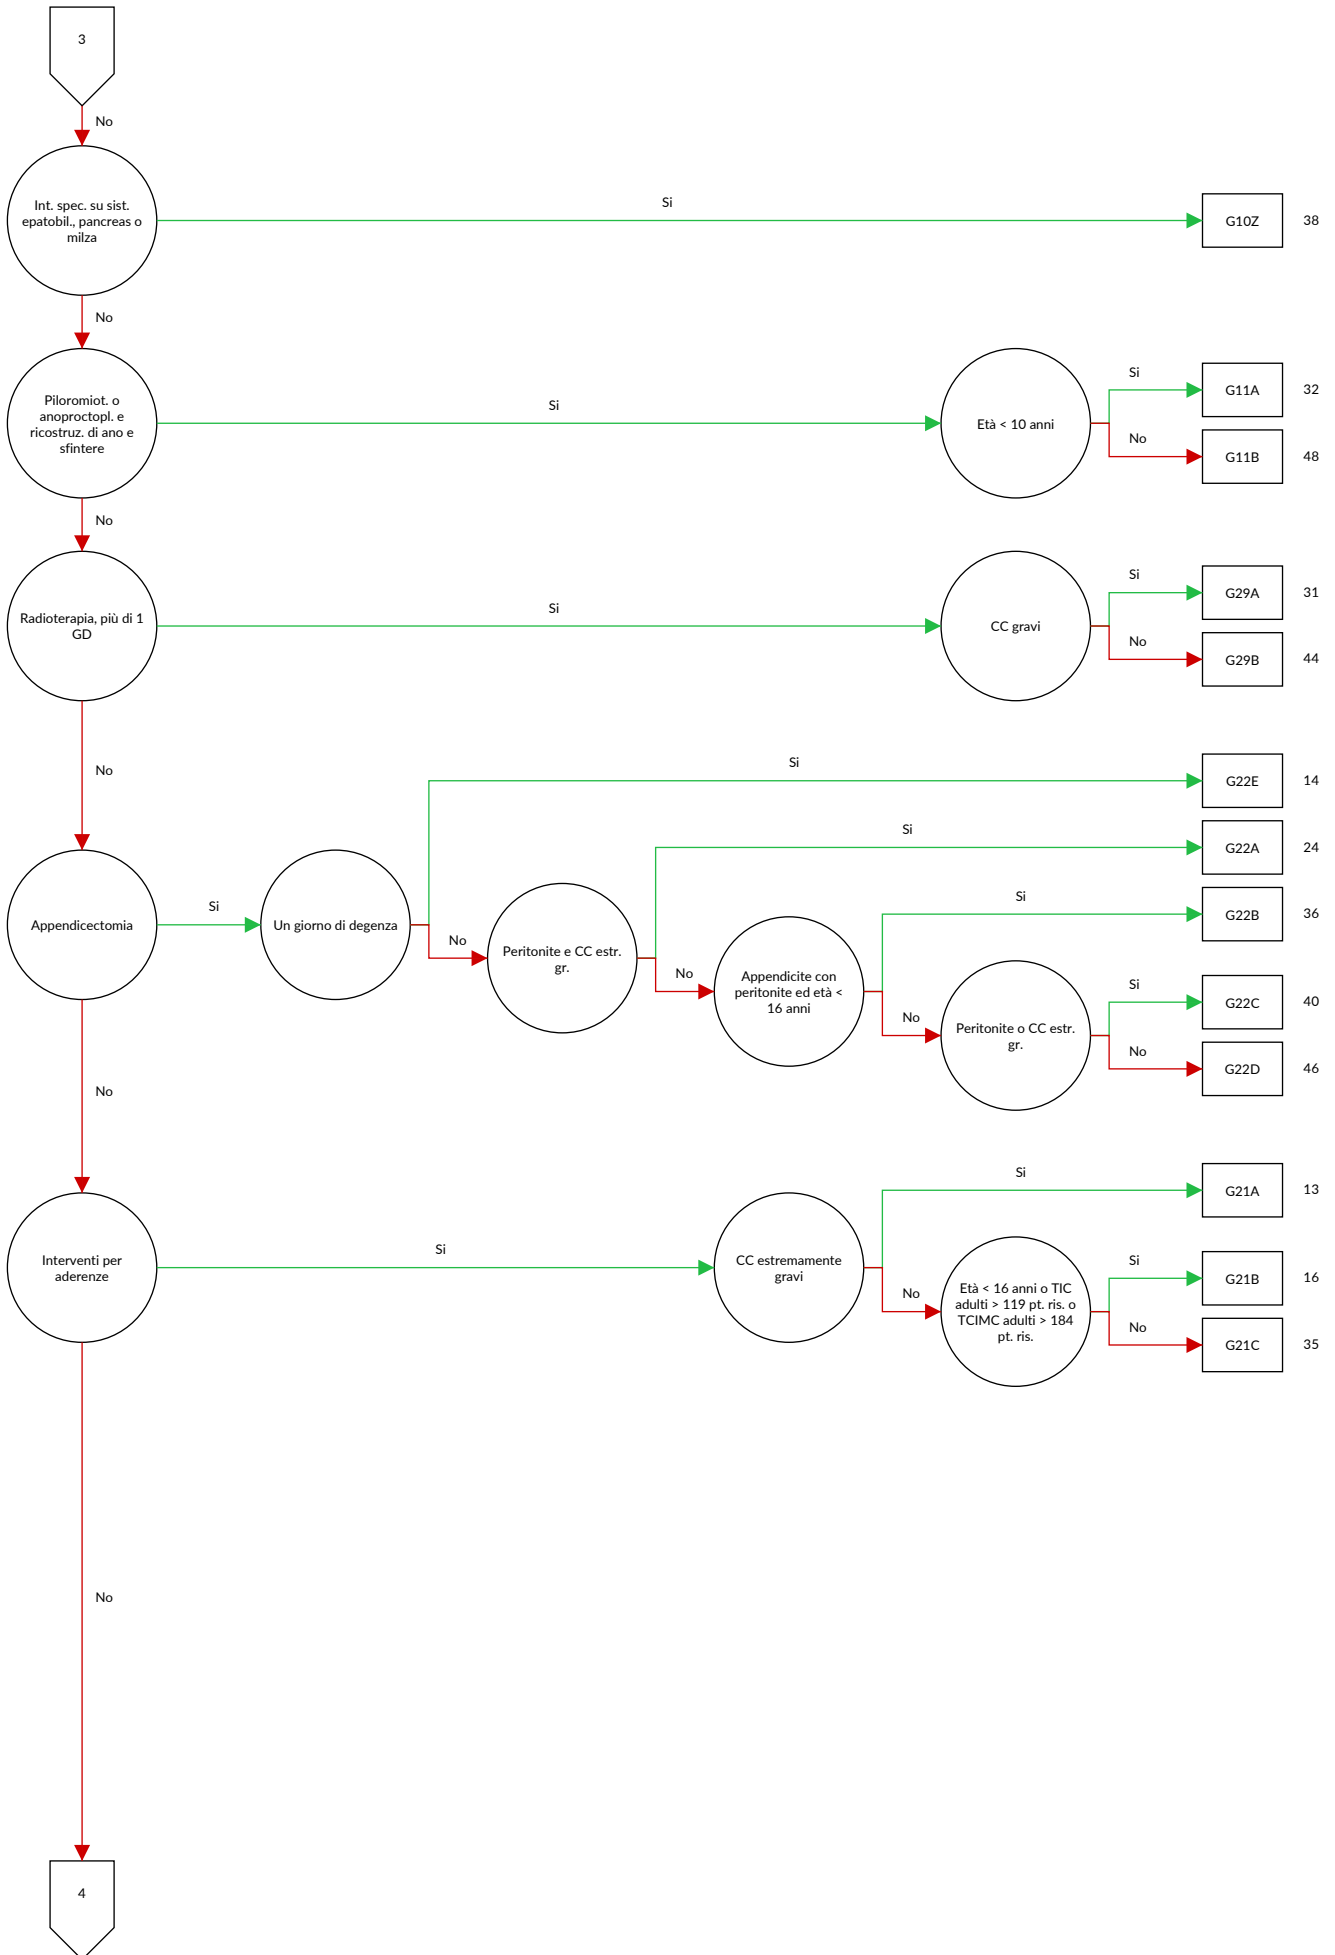 3
No
Int. spec. su sist.
epatobil., pancreas o
milza
Si
G10Z
38
No
Piloromiot. o
anoproctopl. e
ricostruz. di ano e
sfintere
Si
Età < 10 anni
Si
G11A
32
No
G11B
48
No
Radioterapia, più di 1
GD
Si
CC gravi
Si
G29A
31
No
G29B
44
No
Appendicectomia
Si
Un giorno di degenza
Si
G22E
14
No
Peritonite e CC estr.
gr.
Si
G22A
24
No
Appendicite con
peritonite ed età <
16 anni
Si
G22B
36
No
Peritonite o CC estr.
gr.
Si
G22C
40
No
G22D
46
No
Interventi per
aderenze
Si
CC estremamente
gravi
Si
G21A
13
No
Età < 16 anni o TIC
adulti > 119 pt. ris. o
TCIMC adulti > 184
pt. ris.
Si
G21B
16
No
G21C
35
No
4